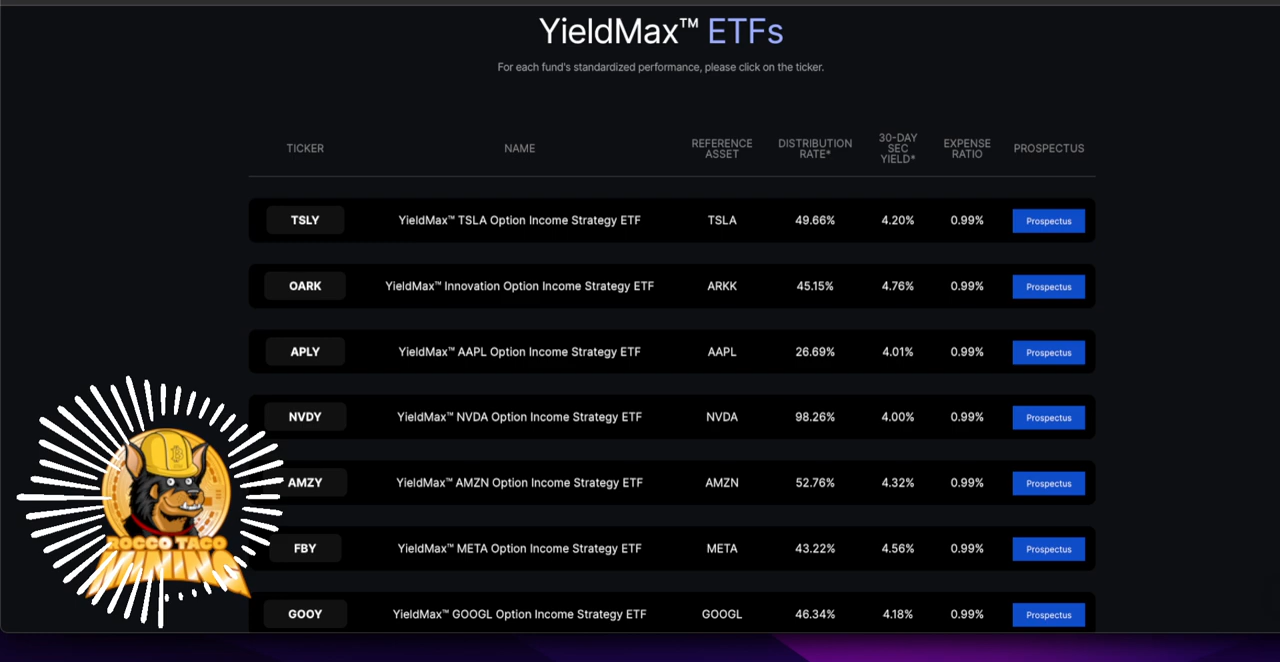 YieldMax™ ETFs
For each fund's standardized performance, please click on the ticker.
TICKER NAME REFERENCE ASSET DISTRIBUTION RATE* 30-DAY SEC YIELD* EXPENSE RATIO PROSPECTUS
TSLY YieldMax™ TSLA Option Income Strategy ETF TSLA 49.66% 4.20% 0.99% Prospectus
OARK YieldMax™ Innovation Option Income Strategy ETF ARKK 45.15% 4.76% 0.99% Prospectus
APLY YieldMax™ AAPL Option Income Strategy ETF AAPL 26.69% 4.01% 0.99% Prospectus
NVDY YieldMax™ NVDA Option Income Strategy ETF NVDA 98.26% 4.00% 0.99% Prospectus
AMZY YieldMax™ AMZN Option Income Strategy ETF AMZN 52.76% 4.32% 0.99% Prospectus
FBY YieldMax™ META Option Income Strategy ETF META 43.22% 4.56% 0.99% Prospectus
GOOY YieldMax™ GOOGL Option Income Strategy ETF GOOGL 46.34% 4.18% 0.99% Prospectus
ROCCO TACO
MINING